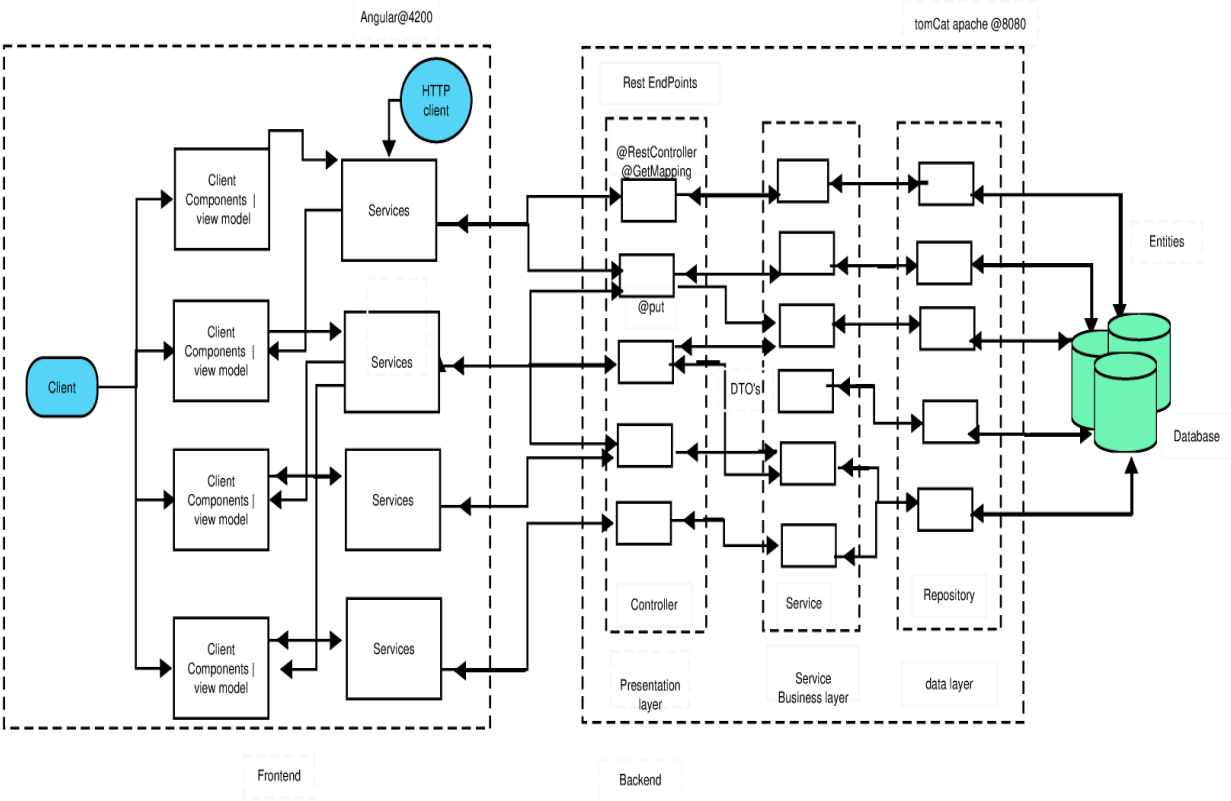 Angular@4200
tomCat apache @8080
HTTP
client
Rest EndPoints
@RestController
@GetMapping
Client
Components |
view model
Services
Entities
@put
Client
Components |
view model
Services
Client
DTO's
Database
Client
Components |
view model
Services
Client
Components |
view model
Services
Controller
Service
Repository
Presentation
layer
Service
Business layer
data layer
Frontend
Backend